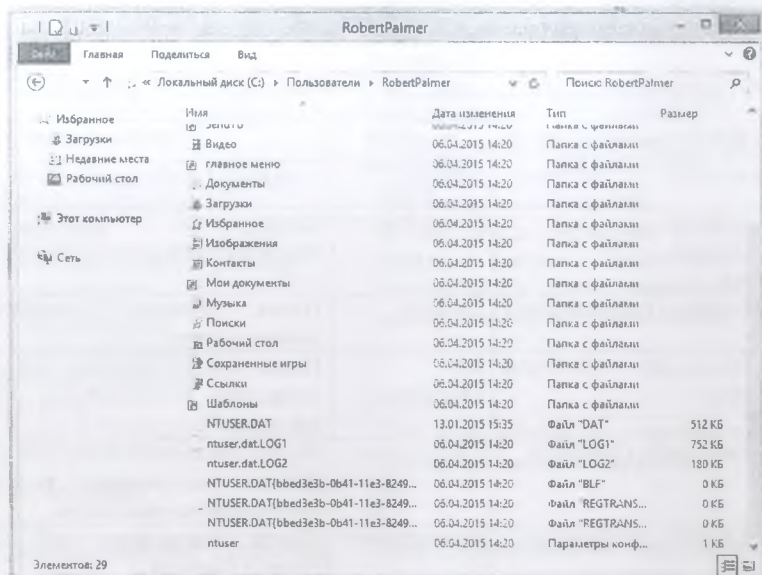 RobertPalmer
Файл Главная Поделиться Вид
« Локальный диск (C:) Пользователи RobertPalmer Поиск: RobertPalmer
Имя Дата изменения Тип Размер
SendTo 06.04.2015 14:20 Папка с файлами
Избранное
Загрузки
Недавние места
Рабочий стол
Этот компьютер
Сеть
Видео 06.04.2015 14:20 Папка с файлами
главное меню 06.04.2015 14:20 Папка с файлами
Документы 06.04.2015 14:20 Папка с файлами
Загрузки 06.04.2015 14:20 Папка с файлами
Избранное 06.04.2015 14:20 Папка с файлами
Изображения 06.04.2015 14:20 Папка с файлами
Контакты 06.04.2015 14:20 Папка с файлами
Мои документы 06.04.2015 14:20 Папка с файлами
Музыка 06.04.2015 14:20 Папка с файлами
Поиски 06.04.2015 14:20 Папка с файлами
Рабочий стол 06.04.2015 14:20 Папка с файлами
Сохраненные игры 06.04.2015 14:20 Папка с файлами
Ссылки 06.04.2015 14:20 Папка с файлами
Шаблоны 06.04.2015 14:20 Папка с файлами
NTUSER.DAT 13.01.2015 15:35 Файл "DAT" 512 КБ
ntuser.dat.LOG1 06.04.2015 14:20 Файл "LOG1" 752 КБ
ntuser.dat.LOG2 06.04.2015 14:20 Файл "LOG2" 180 КБ
NTUSER.DAT{bbed3e3b-0b41-11e3-8249... 06.04.2015 14:20 Файл "BLF" 0 КБ
NTUSER.DAT{bbed3e3b-0b41-11e3-8249... 06.04.2015 14:20 Файл "REGTRANS... 0 КБ
NTUSER.DAT{bbed3e3b-0b41-11e3-8249... 06.04.2015 14:20 Файл "REGTRANS... 0 КБ
ntuser 06.04.2015 14:20 Параметры конф... 1 КБ
Элементов: 29